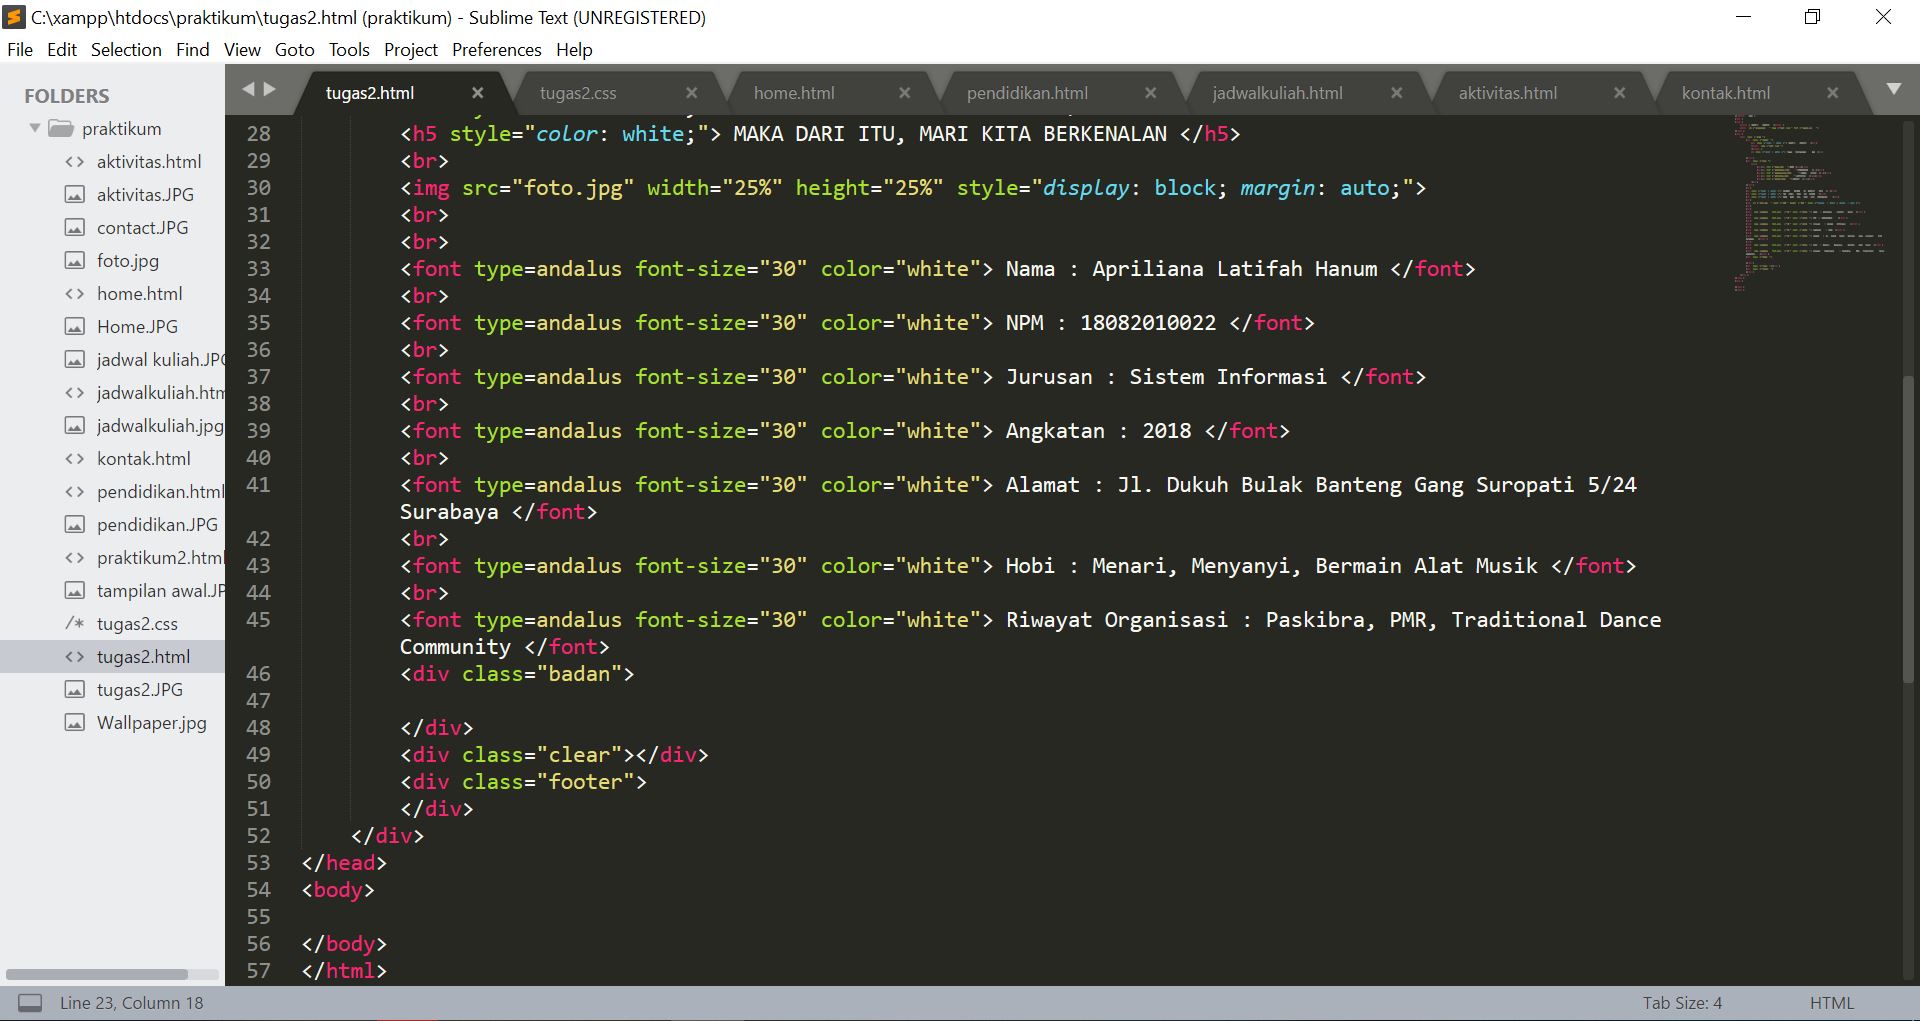 C:\xampp\htdocs\praktikum\tugas2.html (praktikum) - Sublime Text (UNREGISTERED)
File Edit Selection Find View Goto Tools Project Preferences Help
FOLDERS
praktikum
aktivitas.html
aktivitas.JPG
contact.JPG
foto.jpg
home.html
Home.JPG
jadwal kuliah.JP
jadwalkuliah.htm
jadwalkuliah.jpg
kontak.html
pendidikan.html
pendidikan.JPG
praktikum2.html
tampilan awal.JP
/* tugas2.css
tugas2.html
tugas2.JPG
Wallpaper.jpg
tugas2.html tugas2.css home.html pendidikan.html jadwalkuliah.html aktivitas.html kontak.html
28 <h5 style="color: white;"> MAKA DARI ITU, MARI KITA BERKENALAN </h5>
29 <br>
30 <img src="foto.jpg" width="25%" height="25%" style="display: block; margin: auto;">
31 <br>
32 <br>
33 <font type=andalus font-size="30" color="white"> Nama : Apriliana Latifah Hanum </font>
34 <br>
35 <font type=andalus font-size="30" color="white"> NPM : 18082010022 </font>
36 <br>
37 <font type=andalus font-size="30" color="white"> Jurusan : Sistem Informasi </font>
38 <br>
39 <font type=andalus font-size="30" color="white"> Angkatan : 2018 </font>
40 <br>
41 <font type=andalus font-size="30" color="white"> Alamat : Jl. Dukuh Bulak Banteng Gang Suropati 5/24
Surabaya </font>
42 <br>
43 <font type=andalus font-size="30" color="white"> Hobi : Menari, Menyanyi, Bermain Alat Musik </font>
44 <br>
45 <font type=andalus font-size="30" color="white"> Riwayat Organisasi : Paskibra, PMR, Traditional Dance
Community </font>
46 <div class="badan">
47
48 </div>
49 <div class="clear"></div>
50 <div class="footer">
51 </div>
52 </div>
53 </head>
54 <body>
55
56 </body>
57 </html>
Line 23, Column 18
Tab Size: 4 HTML